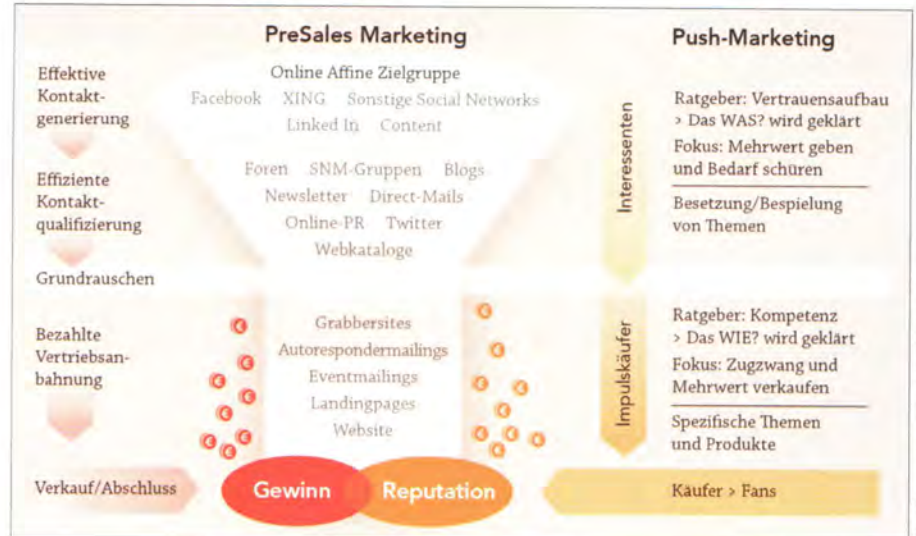 PreSales Marketing
Push-Marketing
Effektive
Kontakt-
generierung
Effiziente
Kontakt-
qualifizierung
Grundrauschen
Bezahlte
Vertriebsan-
bahnung
Verkauf/Abschluss
Online Affine Zielgruppe
Facebook XING Sonstige Social Networks
Linked In Content
Foren SNM-Gruppen Blogs
Newsletter Direct-Mails
Online-PR Twitter
Webkataloge
Grabbersites
Autorespondermailings
Eventmailings
Landingpages
Website
Gewinn
Reputation
Interessenten
Impulskäufer
Ratgeber: Vertrauensaufbau
> Das WAS? wird geklärt
Fokus: Mehrwert geben
und Bedarf schüren
Besetzung/Bespielung
von Themen
Ratgeber: Kompetenz
> Das WIE? wird geklärt
Fokus: Zugzwang und
Mehrwert verkaufen
Spezifische Themen
und Produkte
Käufer > Fans